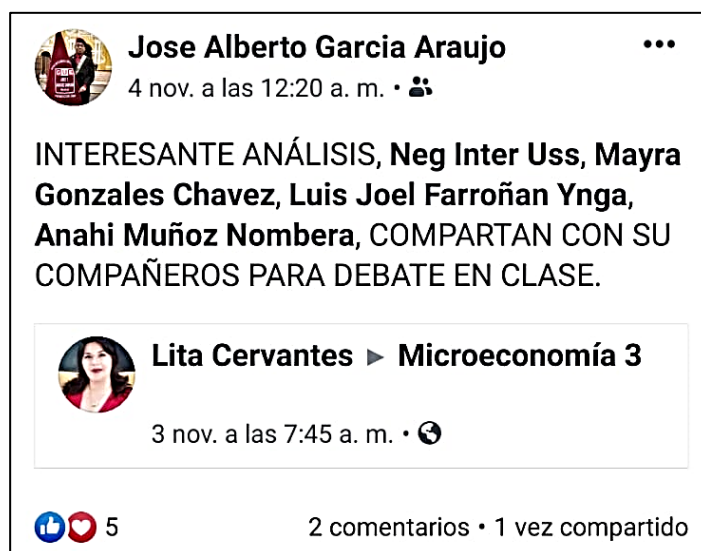 Jose Alberto Garcia Araujo
4 nov. a las 12:20 a. m. •
INTERESANTE ANÁLISIS, Neg Inter Uss, Mayra
Gonzales Chavez, Luis Joel Farroñan Ynga,
Anahi Muñoz Nombera, COMPARTAN CON SU
COMPAÑEROS PARA DEBATE EN CLASE.
Lita Cervantes ▸ Microeconomía 3
3 nov. a las 7:45 a. m. •
5
2 comentarios • 1 vez compartido